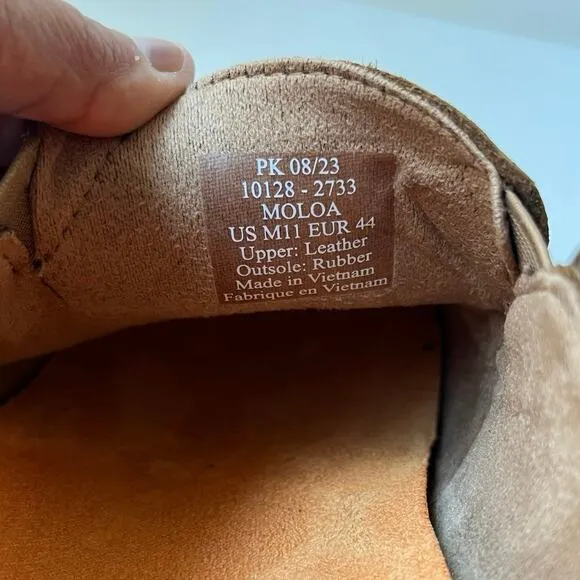 PK 08/23
10128 - 2733
MOLOA
US M11 EUR 44
Upper: Leather
Outsole: Rubber
Made in Vietnam
Fabrique en Vietnam